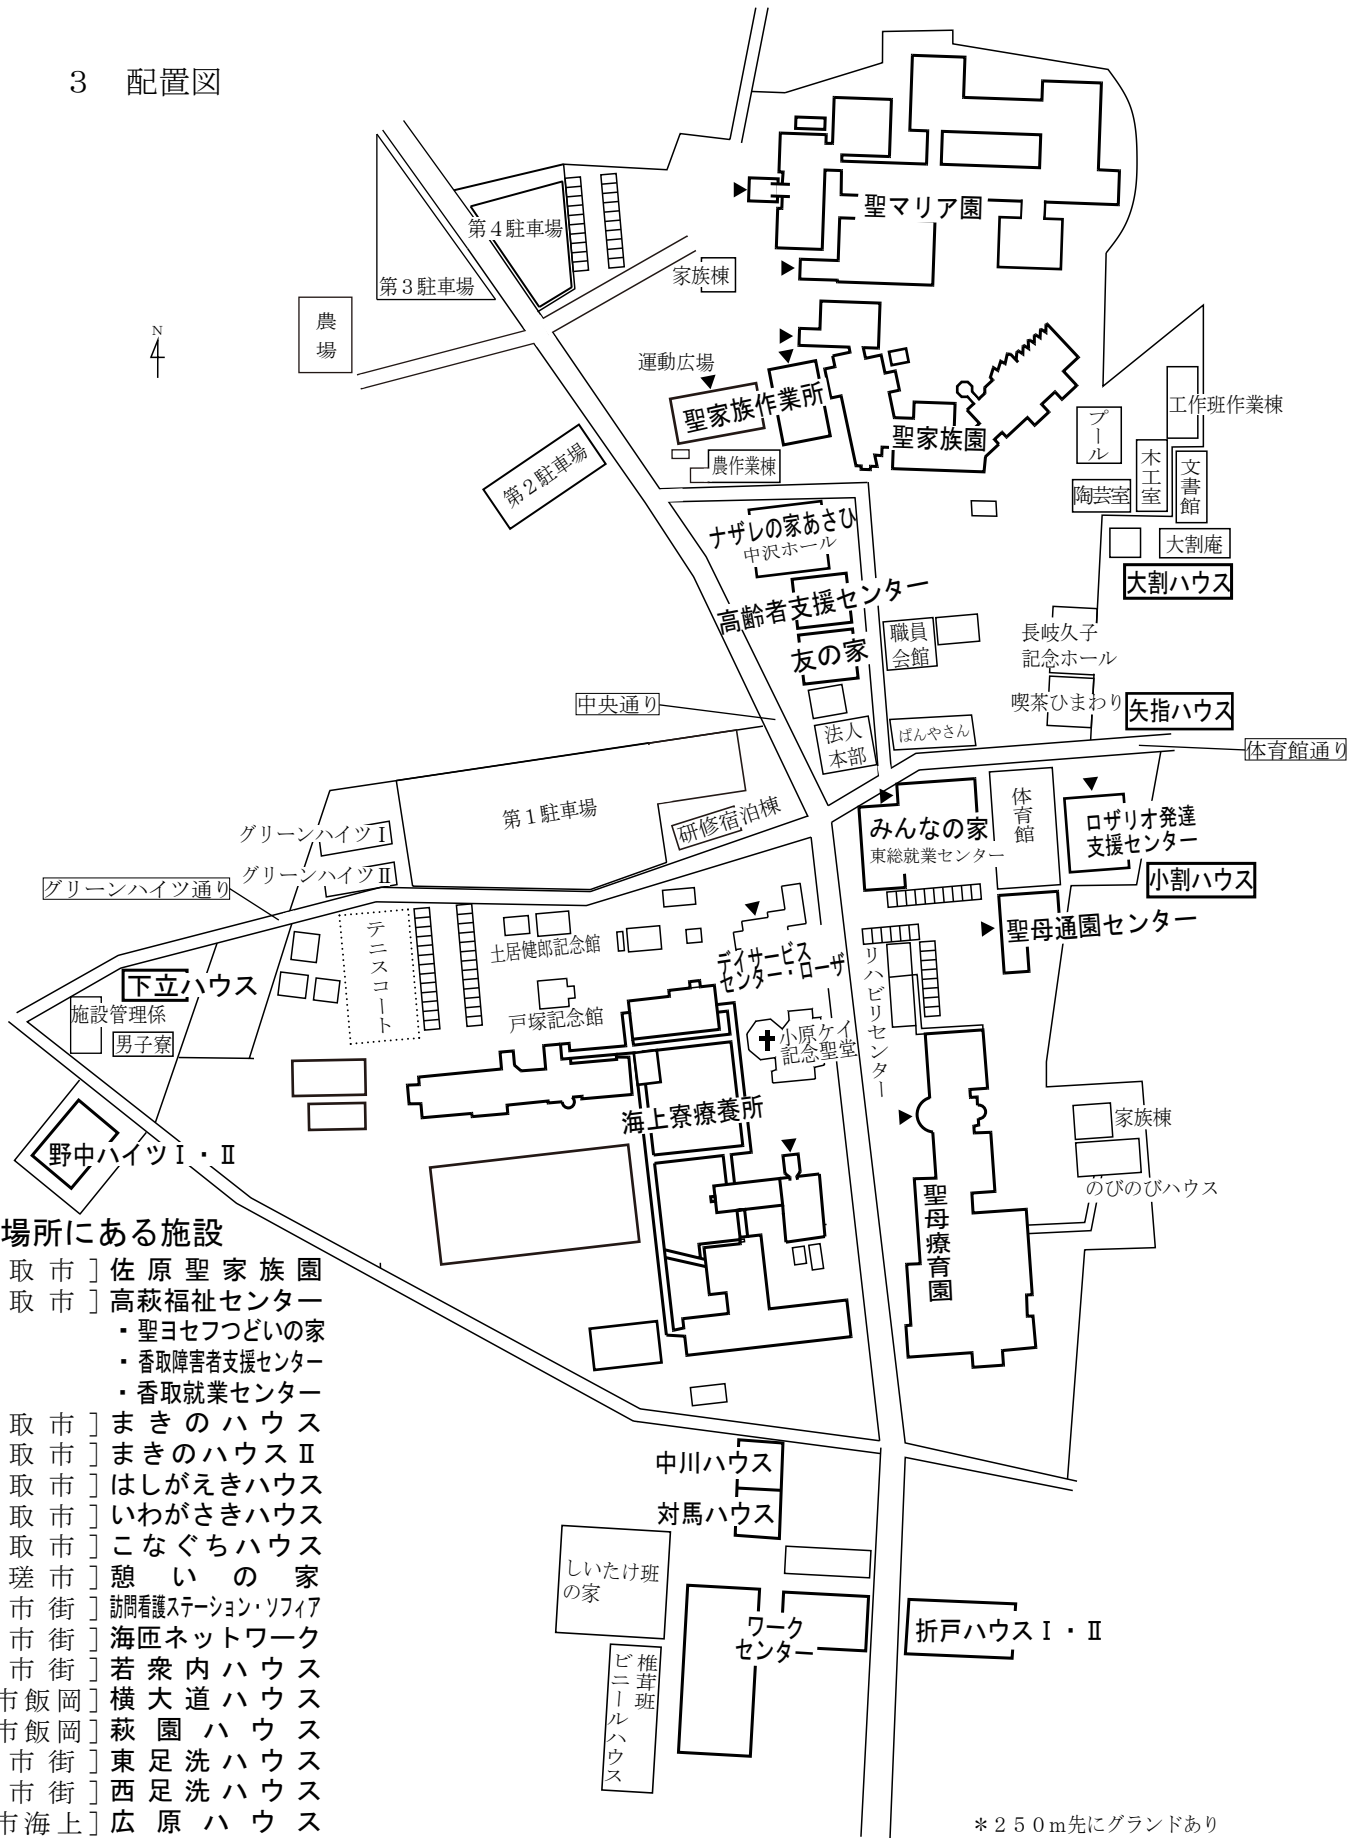 3 配置図
第4駐車場
第3駐車場
農場
N
家族棟
聖マリア園
運動広場
聖家族作業所
聖家族園
農作業棟
第2駐車場
工作班作業棟
プール
木工室
文書館
陶芸室
大割庵
大割ハウス
ナザレの家あさひ
中沢ホール
高齢者支援センター
友の家
職員会館
長岐久子
記念ホール
喫茶ひまわり
矢指ハウス
中央通り
法人
本部
ぱんやさん
体育館通り
第1駐車場
研修宿泊棟
グリーンハイツⅠ
グリーンハイツⅡ
グリーンハイツ通り
みんなの家
東総就業センター
体育館
ロザリオ発達
支援センター
小割ハウス
聖母通園センター
テニスコート
土居健郎記念館
戸塚記念館
デイサービス
センター・ローザ
小原ケイ
記念聖堂
リハビリセンター
下立ハウス
施設管理係
男子寮
野中ハイツⅠ・Ⅱ
海上寮療養所
聖母療育園
家族棟
のびのびハウス
場所にある施設
取市］佐原聖家族園
取市］高萩福祉センター
・聖ヨセフつどいの家
・香取障害者支援センター
・香取就業センター
取市］まきのハウス
取市］まきのハウスⅡ
取市］はしがえきハウス
取市］いわがさきハウス
取市］こなぐちハウス
瑳市］憩いの家
市街］訪問看護ステーション・ソフィア
市街］海匝ネットワーク
市街］若衆内ハウス
市飯岡］横大道ハウス
市飯岡］萩園ハウス
市街］東足洗ハウス
市街］西足洗ハウス
市海上］広原ハウス
中川ハウス
対馬ハウス
しいたけ班
の家
椎茸班
ビニールハウス
ワーク
センター
折戸ハウスⅠ・Ⅱ
＊250m先にグランドあり